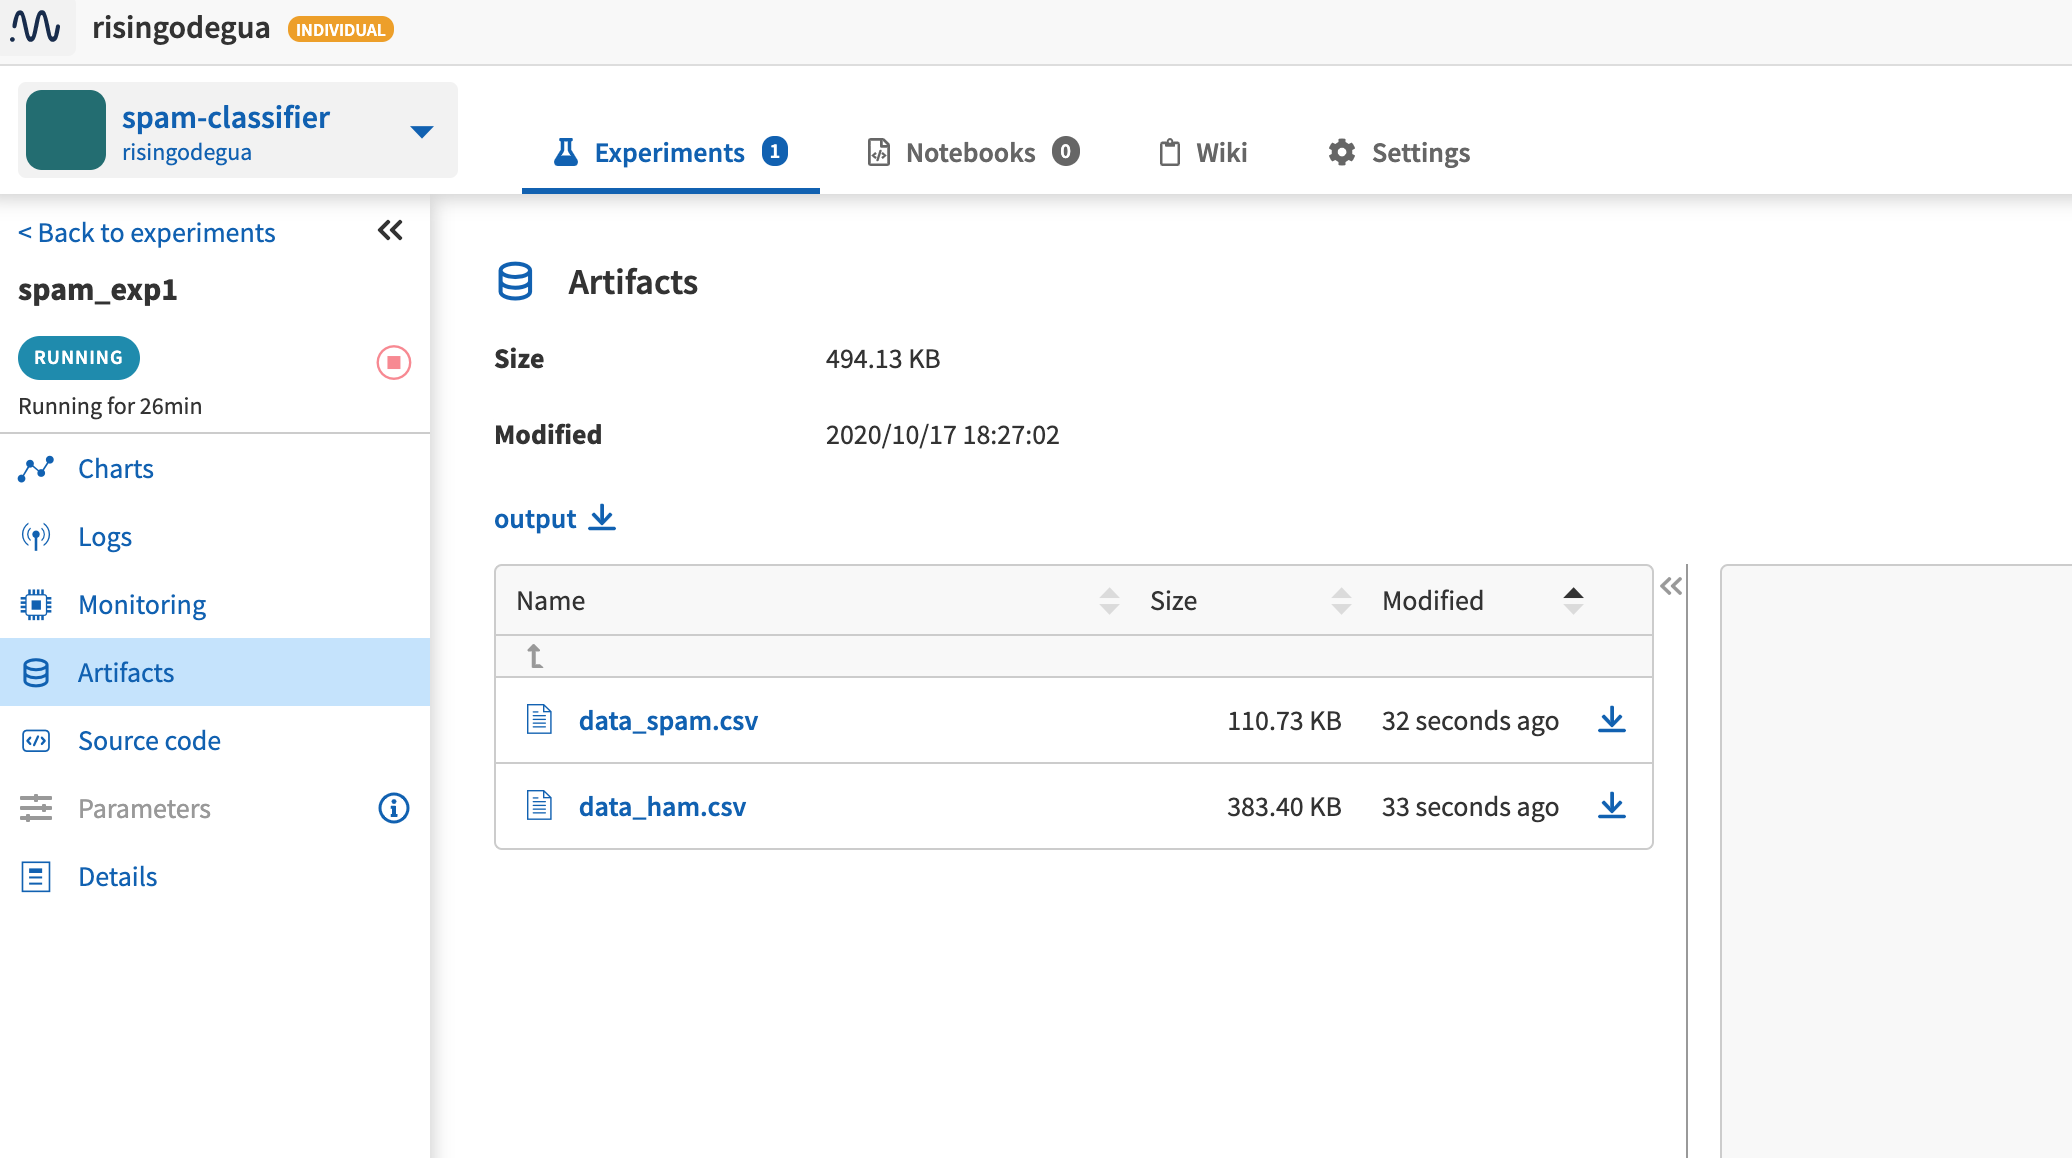 risingodegua INDIVIDUAL
spam-classifier
risingodegua
Experiments 1 Notebooks 0 Wiki Settings
< Back to experiments
spam_exp1
RUNNING
Running for 26min
Charts
Logs
Monitoring
Artifacts
Source code
Parameters
Details
Artifacts
Size 494.13 KB
Modified 2020/10/17 18:27:02
output
Name Size Modified
data_spam.csv 110.73 KB 32 seconds ago
data_ham.csv 383.40 KB 33 seconds ago